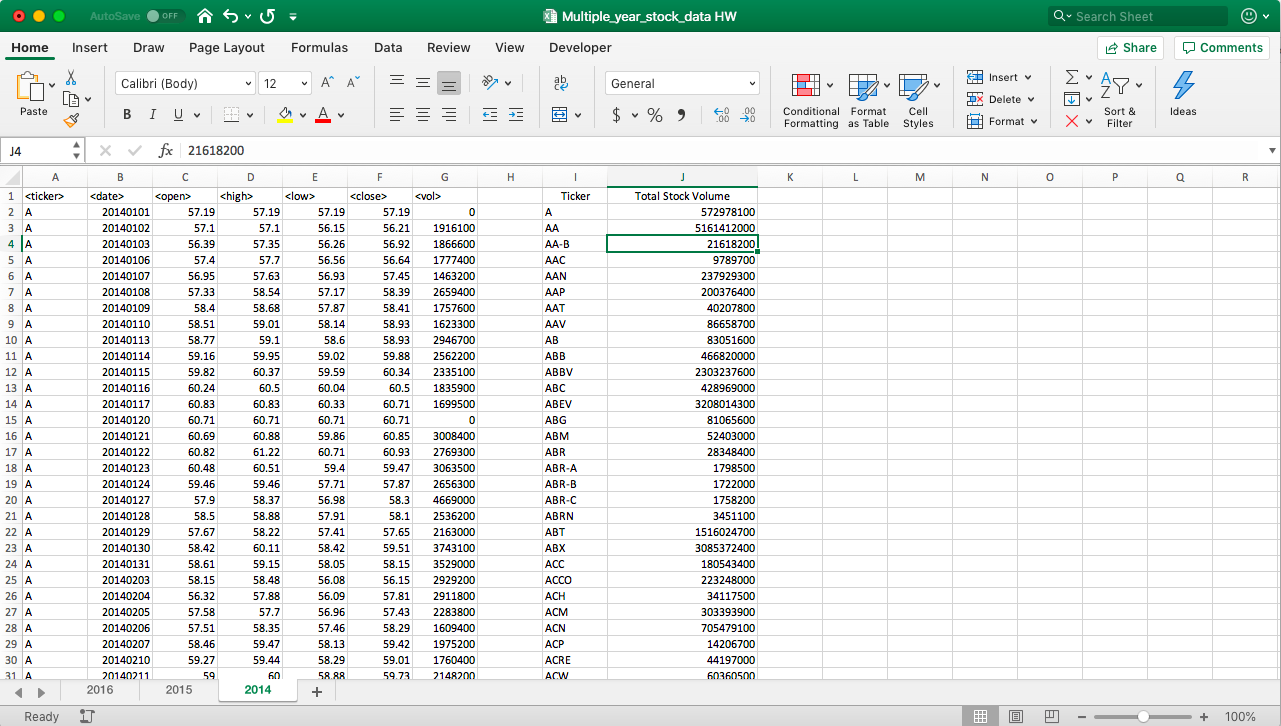 AutoSave OFF Multiple_year_stock_data HW Search Sheet
Home Insert Draw Page Layout Formulas Data Review View Developer Share Comments
Paste Calibri (Body) 12 A A B I U A ab c General $ % .00 .00 Conditional Formatting Format as Table Cell Styles Insert Delete Format Sort & Filter Ideas
J4 fx 21618200
A B C D E F G H I J K L M N O P Q R
1 <ticker> <date> <open> <high> <low> <close> <vol> Ticker Total Stock Volume
2 A 20140101 57.19 57.19 57.19 57.19 0 A 572978100
3 A 20140102 57.1 57.1 56.15 56.21 1916100 AA 5161412000
4 A 20140103 56.39 57.35 56.26 56.92 1866600 AA-B 21618200
5 A 20140106 57.4 57.7 56.56 56.64 1777400 AAC 9789700
6 A 20140107 56.95 57.63 56.93 57.45 1463200 AAN 237929300
7 A 20140108 57.33 58.54 57.17 58.39 2659400 AAP 200376400
8 A 20140109 58.4 58.68 57.87 58.41 1757600 AAT 40207800
9 A 20140110 58.51 59.01 58.14 58.93 1623300 AAV 86658700
10 A 20140113 58.77 59.1 58.6 58.93 2946700 AB 83051600
11 A 20140114 59.16 59.95 59.02 59.88 2562200 ABB 466820000
12 A 20140115 59.82 60.37 59.59 60.34 2335100 ABBV 2303237600
13 A 20140116 60.24 60.5 60.04 60.5 1835900 ABC 428969000
14 A 20140117 60.83 60.83 60.33 60.71 1699500 ABEV 3208014300
15 A 20140120 60.71 60.71 60.71 60.71 0 ABG 81065600
16 A 20140121 60.69 60.88 59.86 60.85 3008400 ABM 52403000
17 A 20140122 60.82 61.22 60.71 60.93 2769300 ABR 28348400
18 A 20140123 60.48 60.51 59.4 59.47 3063500 ABR-A 1798500
19 A 20140124 59.46 59.46 57.71 57.87 2656300 ABR-B 1722000
20 A 20140127 57.9 58.37 56.98 58.3 4669000 ABR-C 1758200
21 A 20140128 58.5 58.88 57.91 58.1 2536200 ABRN 3451100
22 A 20140129 57.67 58.22 57.41 57.65 2163000 ABT 1516024700
23 A 20140130 58.42 60.11 58.42 59.51 3743100 ABX 3085372400
24 A 20140131 58.61 59.15 58.05 58.15 3529000 ACC 180543400
25 A 20140203 58.15 58.48 56.08 56.15 2929200 ACCO 223248000
26 A 20140204 56.32 57.88 56.09 57.81 2911800 ACH 34117500
27 A 20140205 57.58 57.7 56.96 57.43 2283800 ACM 303393900
28 A 20140206 57.51 58.35 57.46 58.29 1609400 ACN 705479100
29 A 20140207 58.46 59.47 58.13 59.42 1975200 ACP 14206700
30 A 20140210 59.27 59.44 58.29 59.01 1760400 ACRE 44197000
31 A 20140211 59 60 58.88 59.73 2148200 ACW 60360500
2016 2015 2014
Ready 100%